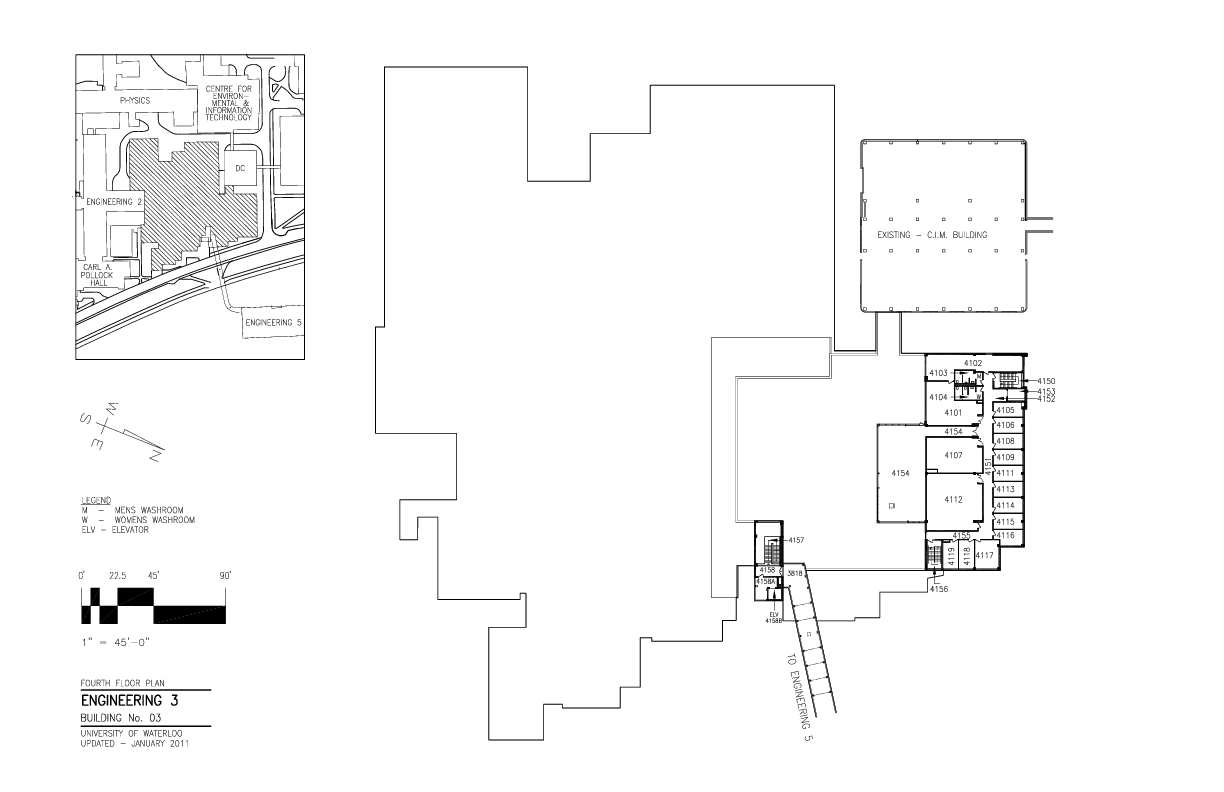 PHYSICS
CENTRE FOR
ENVIRON-
MENTAL &
INFORMATION
TECHNOLOGY
DC
ENGINEERING 2
CARL A.
POLLOCK
HALL
ENGINEERING 5
W
S
E
N
LEGEND
M – MENS WASHROOM
W – WOMENS WASHROOM
ELV – ELEVATOR
0' 22.5 45' 90'
1" = 45'-0"
FOURTH FLOOR PLAN
ENGINEERING 3
BUILDING No. 03
UNIVERSITY OF WATERLOO
UPDATED – JANUARY 2011
EXISTING – C.I.M. BUILDING
4102
4103
M
4150
4153
4152
4104
W
4101
4105
4106
4154
4108
4107
4109
4151
4154
4111
4112
4113
4114
4115
4155
4116
4119
4118
4117
4156
4157
4158
3818
4158A
ELV
4158B
TO ENGINEERING 5